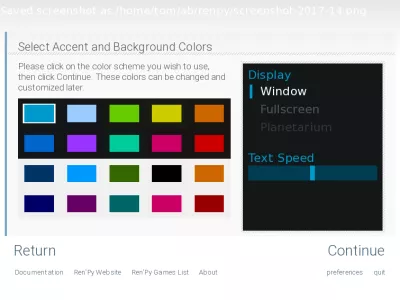 Saved screenshot as /home/tom/ab/renpy/screenshot-2017-14.png
Select Accent and Background Colors
Please click on the color scheme you wish to use,
then click Continue. These colors can be changed and
customized later.
Display
Window
Fullscreen
Planetarium
Text Speed
Return
Continue
Documentation Ren'Py Website Ren'Py Games List About preferences quit